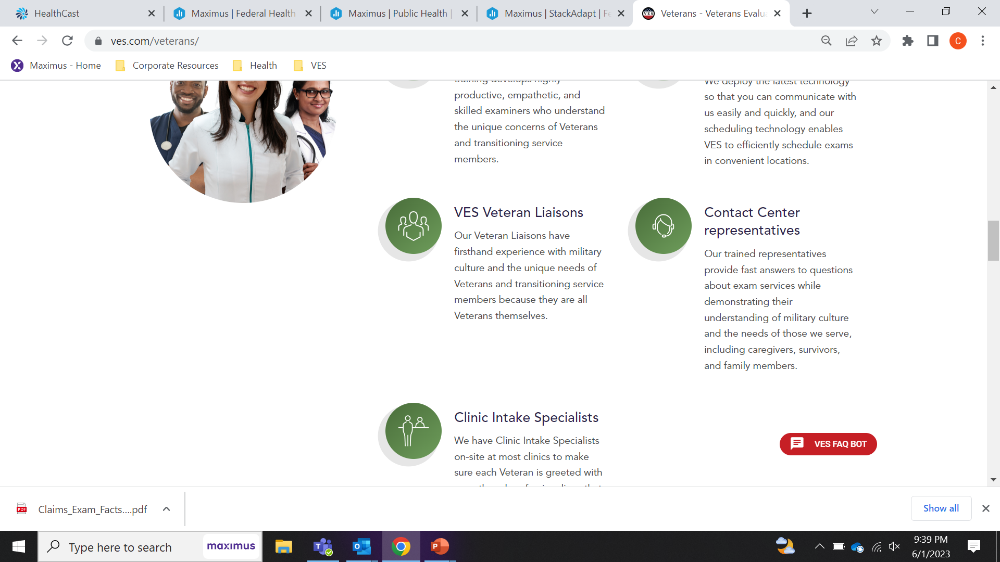 HealthCast
Maximus | Federal Health
Maximus | Public Health |
Maximus | StackAdapt | Fe
VES
Veterans - Veterans Evalua
ves.com/veterans/
C
Maximus - Home
Corporate Resources
Health
VES
training develops highly
productive, empathetic, and
skilled examiners who understand
the unique concerns of Veterans
and transitioning service
members.
We deploy the latest technology
so that you can communicate with
us easily and quickly, and our
scheduling technology enables
VES to efficiently schedule exams
in convenient locations.
VES Veteran Liaisons
Our Veteran Liaisons have
firsthand experience with military
culture and the unique needs of
Veterans and transitioning service
members because they are all
Veterans themselves.
Contact Center
representatives
Our trained representatives
provide fast answers to questions
about exam services while
demonstrating their
understanding of military culture
and the needs of those we serve,
including caregivers, survivors,
and family members.
Clinic Intake Specialists
We have Clinic Intake Specialists
on-site at most clinics to make
sure each Veteran is greeted with
VES FAQ BOT
PDF
Claims_Exam_Facts....pdf
Show all
Type here to search
maximus
T
O
P
9:39 PM
6/1/2023